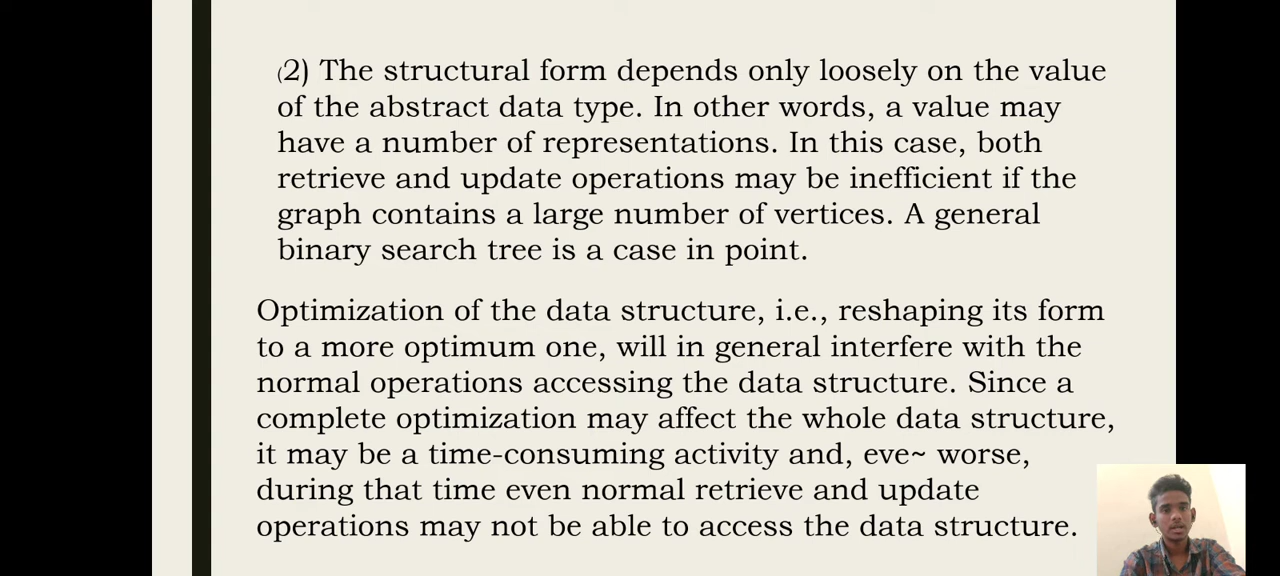 (2) The structural form depends only loosely on the value
of the abstract data type. In other words, a value may
have a number of representations. In this case, both
retrieve and update operations may be inefficient if the
graph contains a large number of vertices. A general
binary search tree is a case in point.
Optimization of the data structure, i.e., reshaping its form
to a more optimum one, will in general interfere with the
normal operations accessing the data structure. Since a
complete optimization may affect the whole data structure,
it may be a time-consuming activity and, eve~ worse,
during that time even normal retrieve and update
operations may not be able to access the data structure.